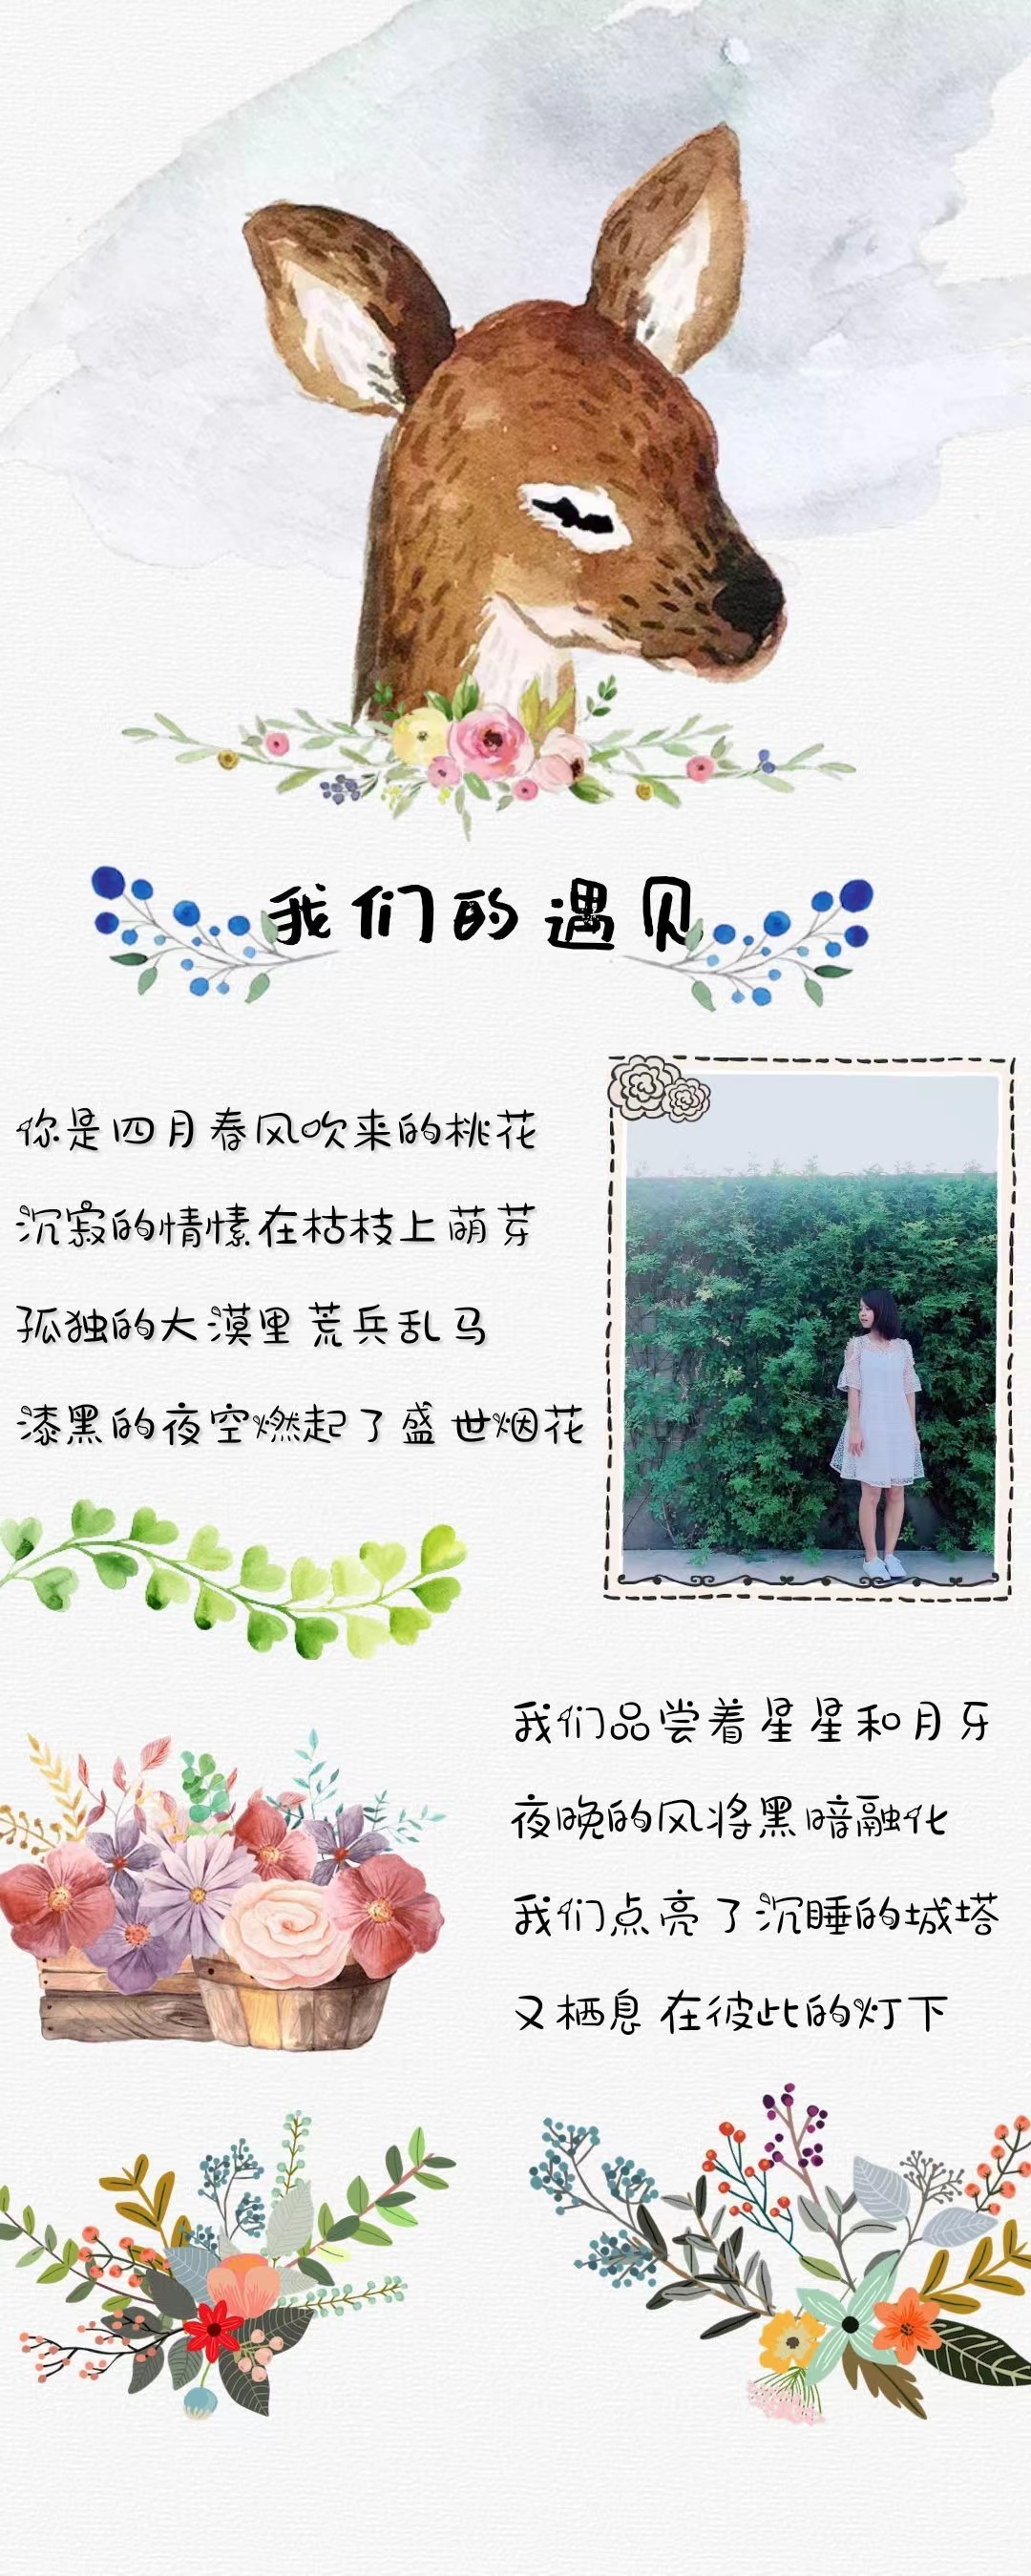 我们的遇见
你是四月春风吹来的桃花
沉寂的情愫在枯枝上萌芽
孤独的大漠里荒兵乱马
漆黑的夜空燃起了盛世烟花
我们品尝着星星和月牙
夜晚的风将黑暗融化
我们点亮了沉睡的城塔
又栖息在彼此的灯下